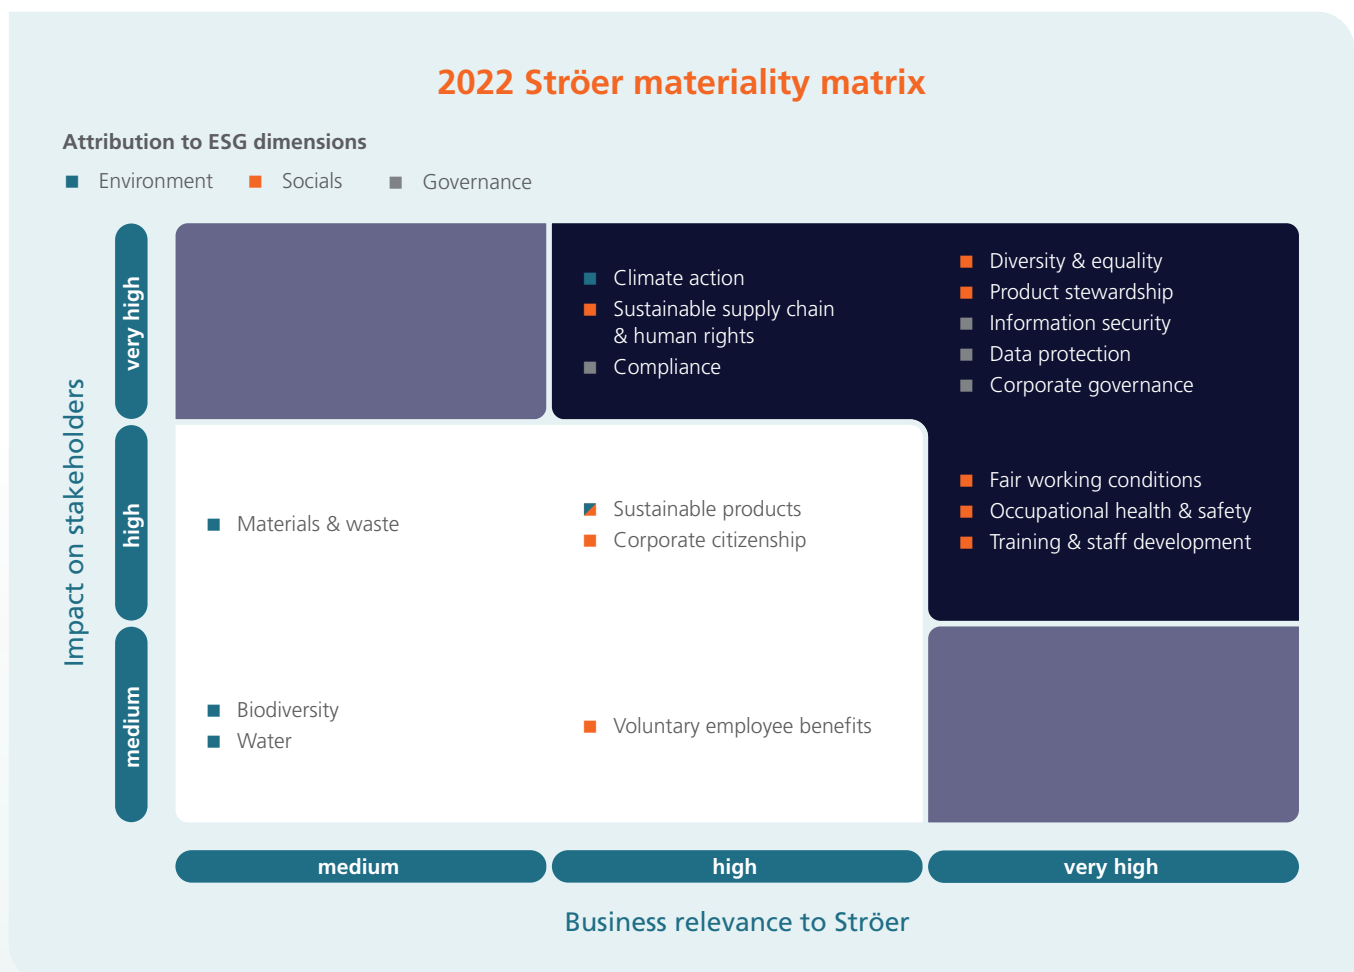 2022 Ströer materiality matrix
Attribution to ESG dimensions
Environment
Socials
Governance
Impact on stakeholders
very high
Climate action
Sustainable supply chain
& human rights
Compliance
Diversity & equality
Product stewardship
Information security
Data protection
Corporate governance
high
Materials & waste
Sustainable products
Corporate citizenship
Fair working conditions
Occupational health & safety
Training & staff development
medium
Biodiversity
Water
Voluntary employee benefits
medium
high
very high
Business relevance to Ströer